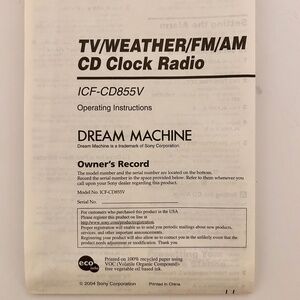 TV/WEATHER/FM/AM
CD Clock Radio
ICF-CD855V
Operating Instructions
DREAM MACHINE
Dream Machine is a trademark of Sony Corporation.
Owner's Record
The model number and the serial number are located on the bottom.
Record the serial number in the space provided below. Refer to them whenever you
call upon your Sony dealer regarding this product.
Model No. ICF-CD855V
Serial No.
For customers who purchased this product in the USA
Please register this product on line at
http://www.sony.com/productregistration.
Proper registration will enable us to send you periodic mailings about new products,
services, and other important announcements.
Registering your product will also allow us to contact you in the unlikely event that the
product needs adjustment or modification. Thank you
eco
info
Printed on 100% recycled paper using
VOC (Volatile Organic Compound)-
free vegetable oil based ink.
© 2004 Sony Corporation
Printed in China